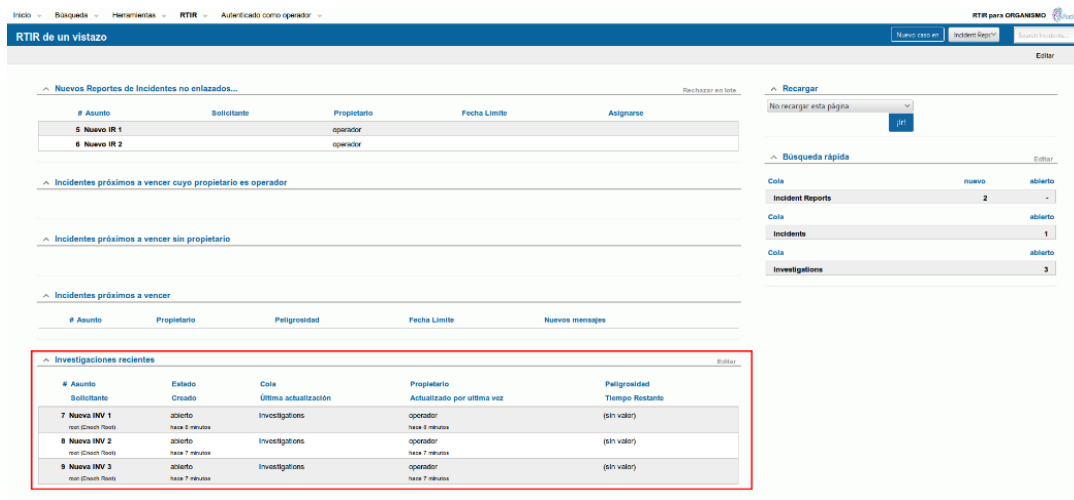 Inicio Búsqueda Herramientas RTIR Autenticado como operador RTIR para ORGANISMO
RTIR de un vistazo Nuevo caso en
Editar
Nuevos Reportes de Incidentes no enlazados... Rechazar en lote
# Asunto Solicitante Propietario Fecha Límite Asignarse
5 Nuevo IR 1 operador
6 Nuevo IR 2 operador
Incidentes próximos a vencer cuyo propietario es operador
Incidentes próximos a vencer sin propietario
Incidentes próximos a vencer
# Asunto Propietario Peligrosidad Fecha Límite Nuevos mensajes
Investigaciones recientes Editar
# Asunto Estado Cola Propietario Peligrosidad
Solicitante Creado Última actualización Actualizado por ultima vez Tiempo Restante
7 Nueva INV 1 abierto Investigations operador (sin valer)
root (Enoch Root) hace 8 minutos hace 8 minutos
8 Nueva INV 2 abierto Investigations operador (sin valer)
root (Enoch Root) hace 7 minutos hace 7 minutos
9 Nueva INV 3 abierto Investigations operador (sin valer)
root (Enoch Root) hace 7 minutos hace 7 minutos
Recargar
No recargar esta página
¡Ir!
Búsqueda rápida Editar
Cola nuevo abierto
Incident Reports 2 -
Cola abierto
Incidents 1
Cola abierto
Investigations 3